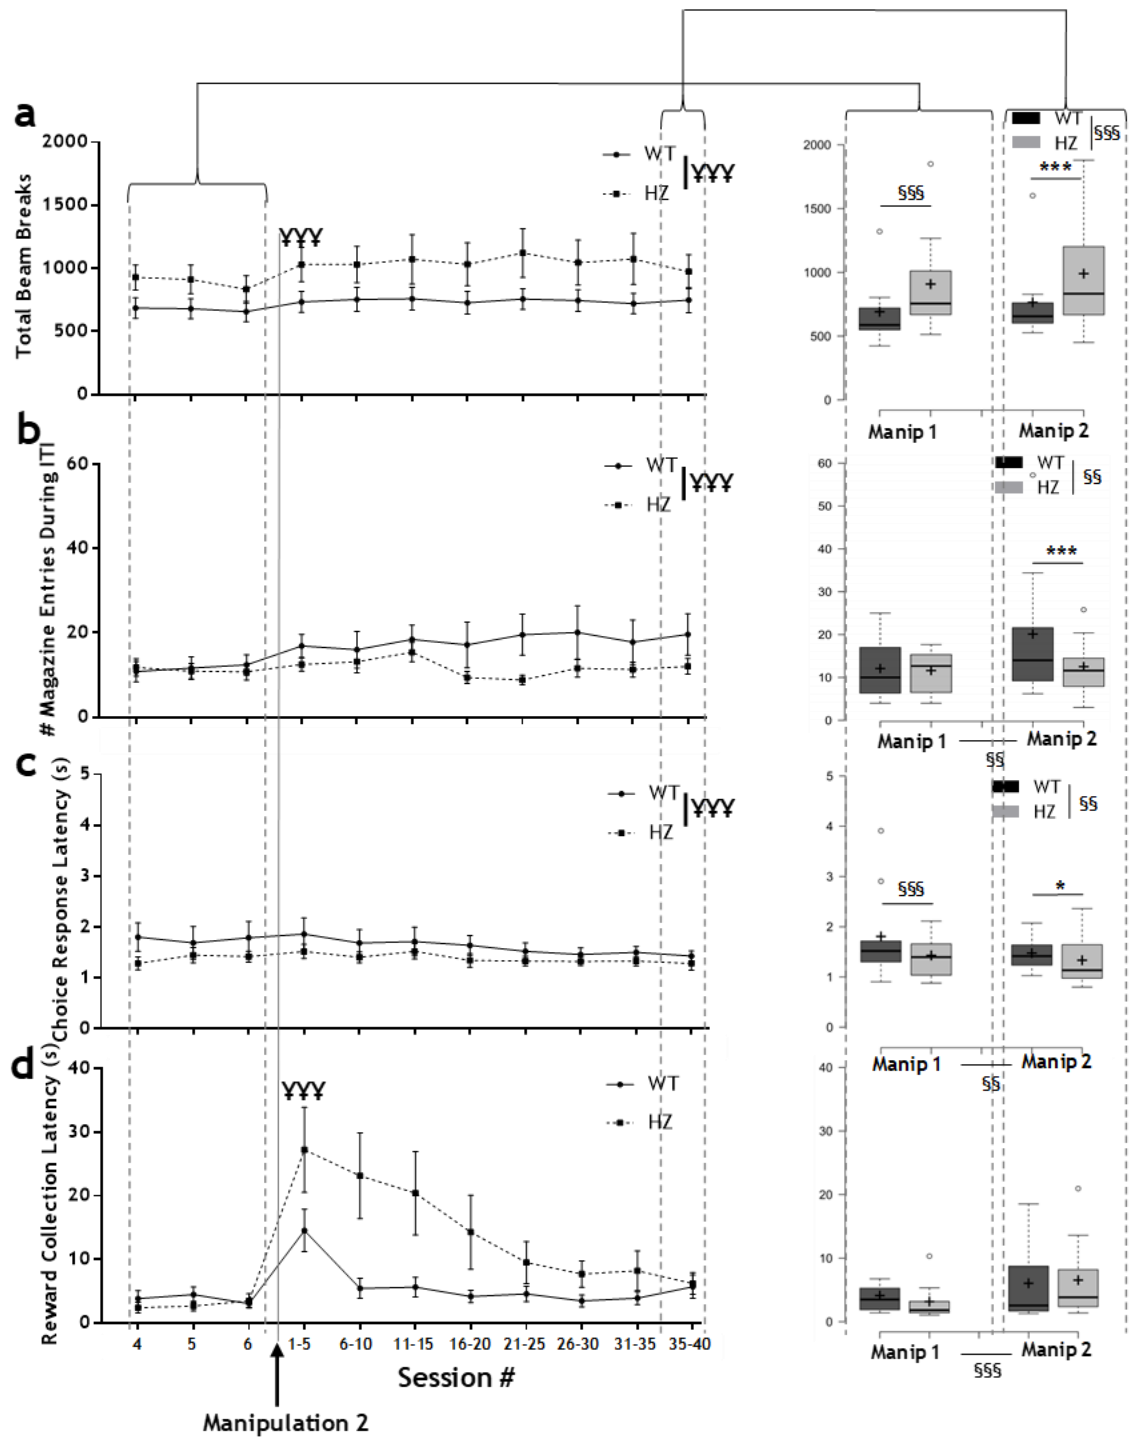 a
Total Beam Breaks
2000
1500
1000
500
0
WT
HZ
¥¥¥
¥¥¥
2000
1500
1000
500
0
§§§
***
WT
HZ
§§§
Manip 1
Manip 2
b
# Magazine Entries During ITI
60
40
20
0
WT
HZ
¥¥¥
60
50
40
30
20
10
0
WT
HZ
§§
***
Manip 1
Manip 2
§§
c
Choice Response Latency (s)
5
4
3
2
1
0
WT
HZ
¥¥¥
5
4
3
2
1
0
§§§
*
WT
HZ
§§
Manip 1
Manip 2
§§
d
Reward Collection Latency (s)
40
30
20
10
0
¥¥¥
WT
HZ
4
5
6
1-5
6-10
11-15
16-20
21-25
26-30
31-35
35-40
Session #
Manipulation 2
40
30
20
10
0
Manip 1
Manip 2
§§§